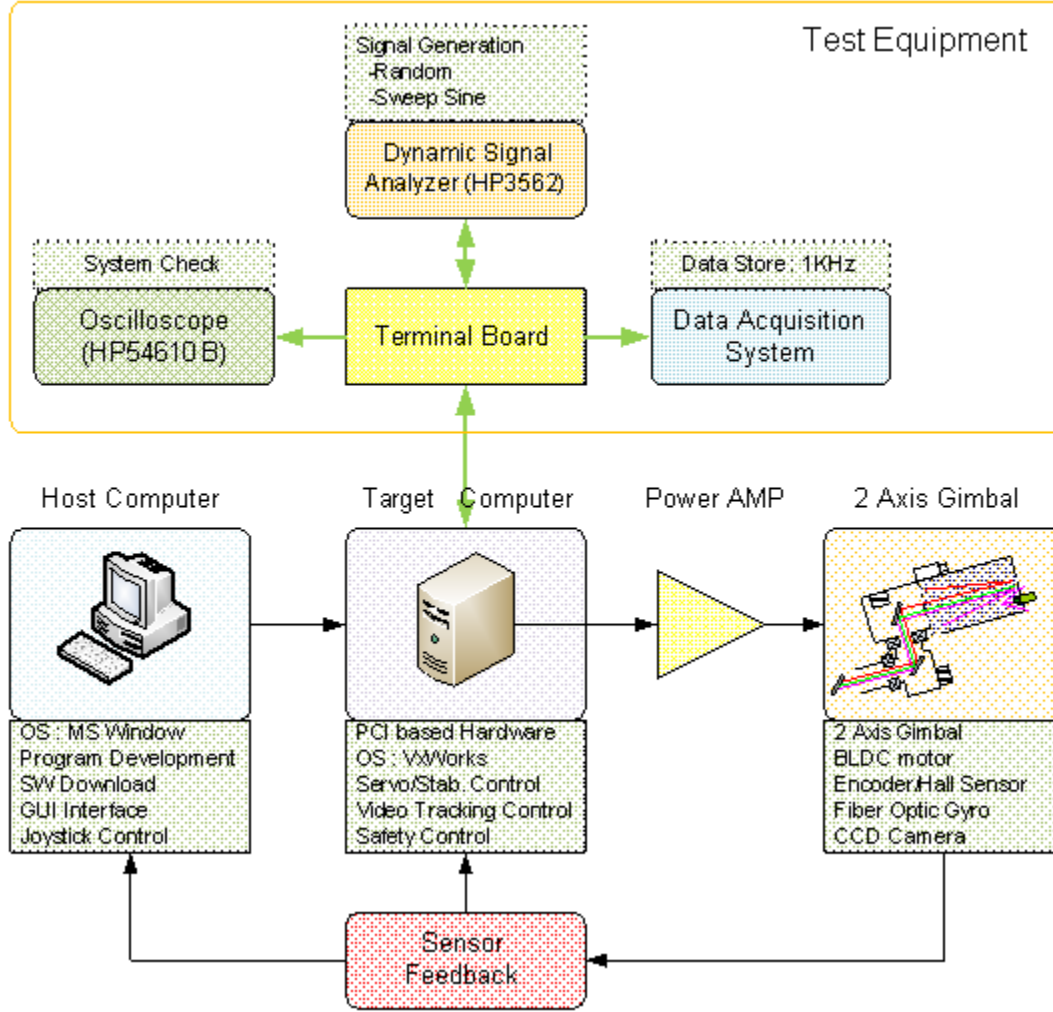 Test Equipment
Signal Generation
-Random
-Sweep Sine
Dynamic Signal
Analyzer (HP3562)
System Check
Oscilloscope
(HP54610 B)
Terminal Board
Data Store : 1KHz
Data Acquisition
System
Host Computer
Target Computer
Power AMP
2 Axis Gimbal
OS : MS Window
Program Development
SW Download
GUI Interface
Joystick Control
PCI based Hardware
OS : VxWorks
Servo/Stab. Control
Video Tracking Control
Safety Control
2 Axis Gimbal
BLDC motor
Encoder/Hall Sensor
Fiber Optic Gyro
CCD Camera
Sensor
Feedback